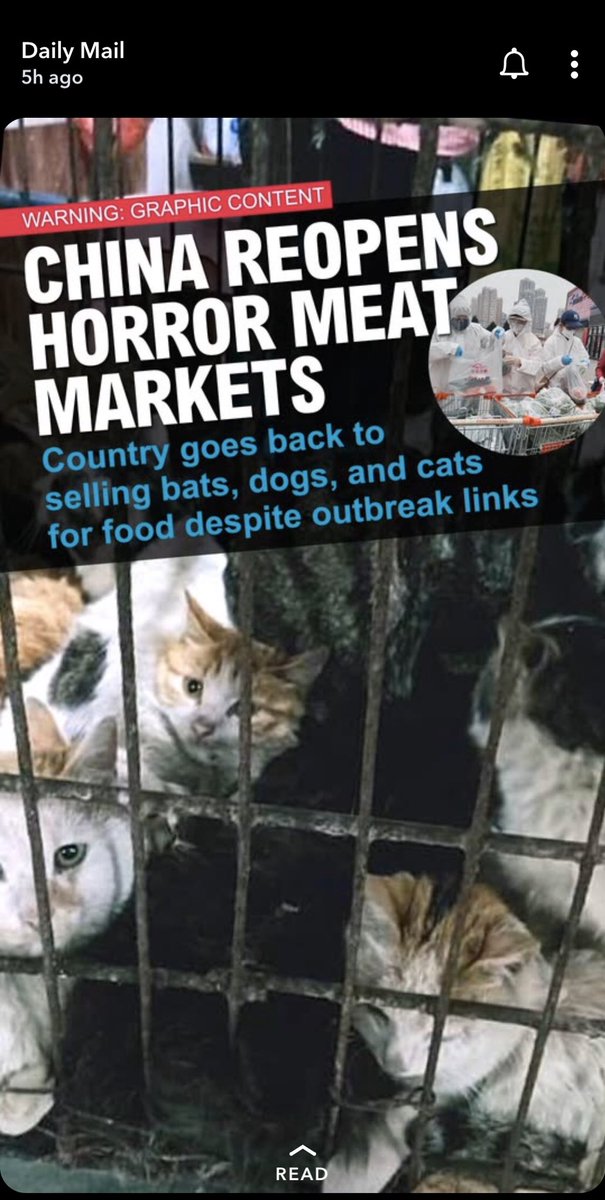 Daily Mail
5h ago
WARNING: GRAPHIC CONTENT
CHINA REOPENS
HORROR MEAT
MARKETS
Country goes back to
selling bats, dogs, and cats
for food despite outbreak links
READ